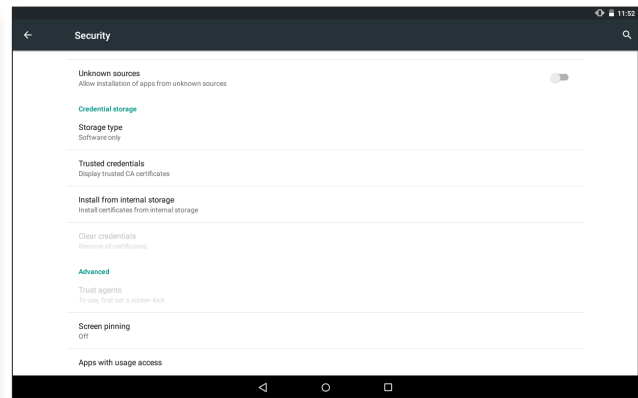 11:52
Security
Unknown sources
Allow installation of apps from unknown sources
Credential storage
Storage type
Software only
Trusted credentials
Display trusted CA certificates
Install from internal storage
Install certificates from internal storage
Clear credentials
Remove all certificates
Advanced
Trust agents
To use, first set a screen lock
Screen pinning
Off
Apps with usage access